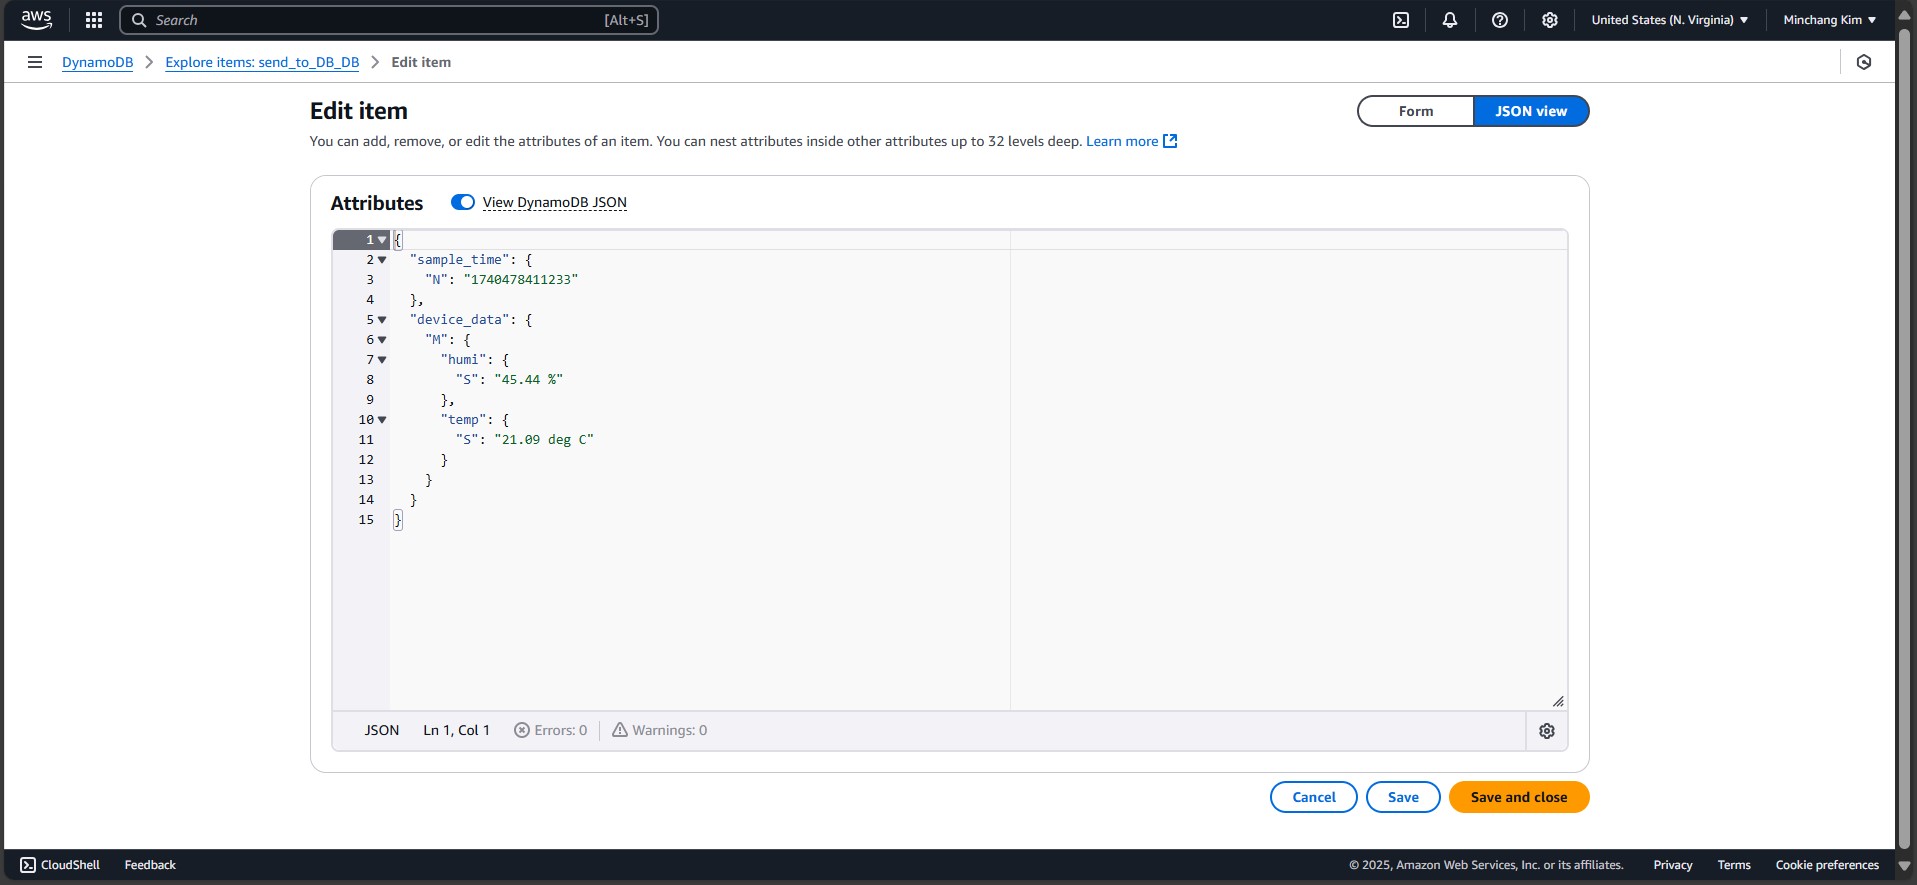 aws
Search [Alt+S]
United States (N. Virginia) Minchang Kim
DynamoDB Explore items: send_to_DB_DB Edit item
Edit item
Form JSON view
You can add, remove, or edit the attributes of an item. You can nest attributes inside other attributes up to 32 levels deep. Learn more
Attributes View DynamoDB JSON
1 {
2 "sample_time": {
3 "N": "1740478411233"
4 },
5 "device_data": {
6 "M": {
7 "humi": {
8 "S": "45.44 %"
9 },
10 "temp": {
11 "S": "21.09 deg C"
12 }
13 }
14 }
15 }
JSON Ln 1, Col 1 Errors: 0 Warnings: 0
Cancel Save Save and close
CloudShell Feedback © 2025, Amazon Web Services, Inc. or its affiliates. Privacy Terms Cookie preferences